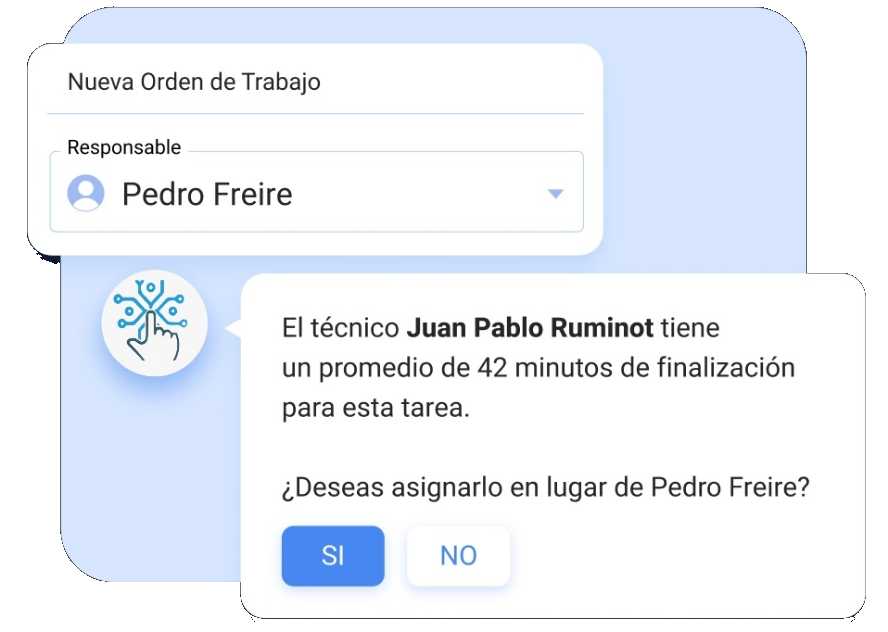 Nueva Orden de Trabajo
Responsable
Pedro Freire
El técnico Juan Pablo Ruminot tiene
un promedio de 42 minutos de finalización
para esta tarea.
¿Deseas asignarlo en lugar de Pedro Freire?
SI
NO